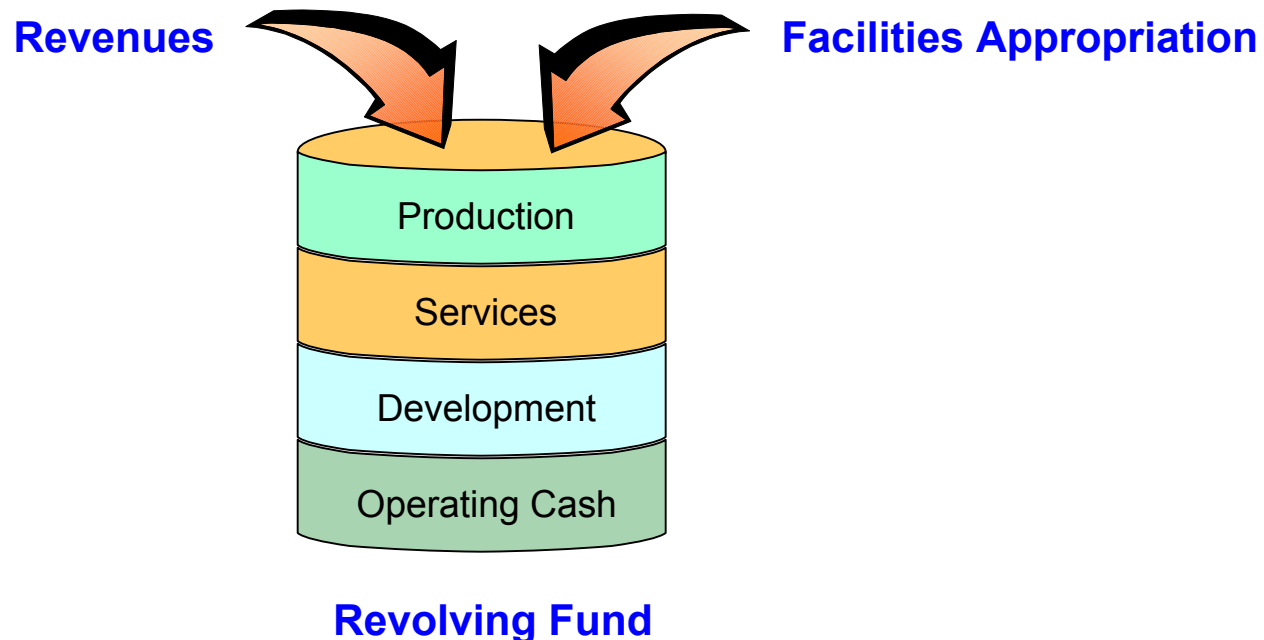 Revenues
Facilities Appropriation
Production
Services
Development
Operating Cash
Revolving Fund